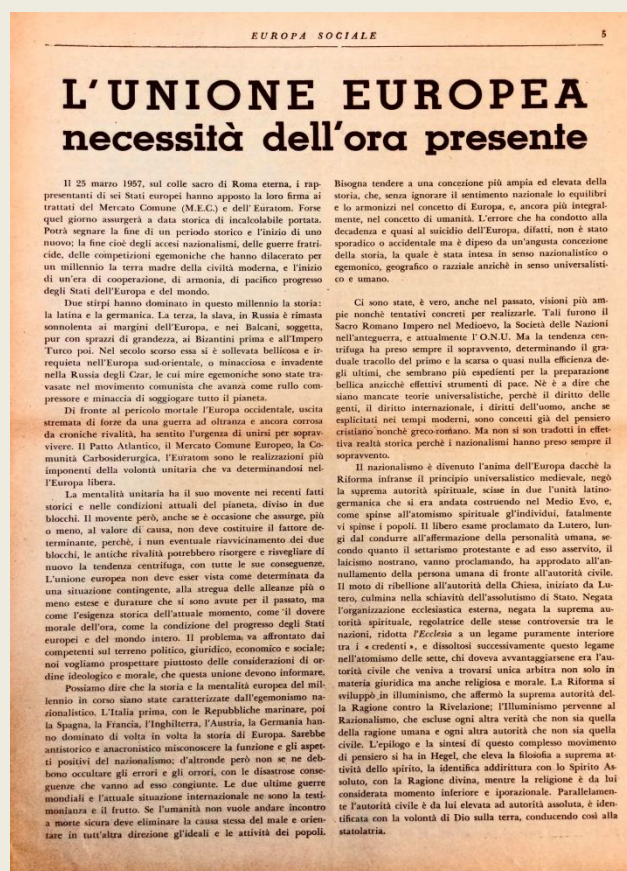 EUROPA SOCIALE
5
L'UNIONE EUROPEA
necessità dell'ora presente
Il 25 marzo 1957, sul colle sacro di Roma eterna, i rap-
presentanti di sei Stati europei hanno apposto la loro firma ai
trattati del Mercato Comune (M.E.C.) e dell'Euratom. Forse
quel giorno assurgerà a data storica di incalcolabile portata.
Potrà segnare la fine di un periodo storico e l'inizio di uno
nuovo; la fine cioè degli accesi nazionalismi, delle guerre fratri-
cide, delle competizioni egemoniche che hanno dilacerato per
un millennio la terra madre della civiltà moderna, e l'inizio
di un'era di cooperazione, di armonia, di pacifico progresso
degli Stati dell'Europa e del mondo.
Due stirpi hanno dominato in questo millennio la storia:
la latina e la germanica. La terza, la slava, in Russia è rimasta
sonnolenta ai margini dell'Europa, e nei Balcani, soggetta,
pur con sprazzi di grandezza, ai Bizantini prima e all'Impero
Turco poi. Nel secolo scorso essa si è sollevata bellicosa e ir-
requieta nell'Europa sud-orientale, o minacciosa e invadente
nella Russia degli Czar, le cui mire egemoniche sono state tra-
vasate nel movimento comunista che avanza come rullo com-
pressore e minaccia di soggiogare tutto il pianeta.
Di fronte al pericolo mortale l'Europa occidentale, uscita
stremata di forze da una guerra ad oltranza e ancora corrosa
da croniche rivalità, ha sentito l'urgenza di unirsi per soprav-
vivere. Il Patto Atlantico, il Mercato Comune Europeo, la Co-
munità Carbosiderurgica, l'Euratom sono le realizzazioni più
imponenti della volontà unitaria che va determinandosi nel-
l'Europa libera.
La mentalità unitaria ha il suo movente nei recenti fatti
storici e nelle condizioni attuali del pianeta, diviso in due
blocchi. Il movente però, anche se è occasione che assurge, più
o meno, al valore di causa, non deve costituire il fattore de-
terminante, perchè, i nun eventuale riavvicinamento dei due
blocchi, le antiche rivalità potrebbero risorgere e risvegliare di
nuovo la tendenza centrifuga, con tutte le sue conseguenze.
L'unione europea non deve esser vista come determinata da
una situazione contingente, alla stregua delle alleanze più o
meno estese e durature che si sono avute per il passato, ma
come l'esigenza storica dell'attuale momento, come il dovere
morale dell'ora, come la condizione del progresso degli Stati
europei e del mondo intero. Il problema va affrontato dai
competenti sul terreno politico, giuridico, economico e sociale;
noi vogliamo prospettare piuttosto delle considerazioni di or-
dine ideologico e morale, che questa unione devono informare.
Possiamo dire che la storia e la mentalità europea del mil-
lennio in corso siano state caratterizzate dall'egemonismo na-
zionalistico. L'Italia prima, con le Repubbliche marinare, poi
la Spagna, la Francia, l'Inghilterra, l'Austria, la Germania han-
no dominato di volta in volta la storia di Europa. Sarebbe
antistorico e anacronistico misconoscere la funzione e gli aspet-
ti positivi del nazionalismo; d'altronde però non se ne deb-
bono occultare gli errori e gli orrori, con le disastrose conse-
guenze che vanno ad esso congiunte. Le due ultime guerre
mondiali e l'attuale situazione internazionale ne sono la testi-
monianza e il frutto. Se l'umanità non vuole andare incontro
a morte sicura deve eliminare la causa stessa del male e orien-
tare in tutt'altra direzione gl'ideali e le attività dei popoli.
Bisogna tendere a una concezione più ampia ed elevata della
storia, che, senza ignorare il sentimento nazionale lo equilibri
e lo armonizzi nel concetto di Europa, e, ancora più integral-
mente, nel concetto di umanità. L'errore che ha condotto alla
decadenza e quasi al suicidio dell'Europa, difatti, non è stato
sporadico o accidentale ma è dipeso da un'angusta concezione
della storia, la quale è stata intesa in senso nazionalistico o
egemonico, geografico o razziale anzichè in senso universalisti-
co e umano.
Ci sono state, è vero, anche nel passato, visioni più am-
pie nonchè tentativi concreti per realizzarle. Tali furono il
Sacro Romano Impero nel Medioevo, la Società delle Nazioni
nell'anteguerra, e attualmente l'O.N.U. Ma la tendenza cen-
trifuga ha preso sempre il sopravvento, determinando il gra-
duale tracollo del primo e la scarsa o quasi nulla efficienza de-
gli ultimi, che sembrano più espedienti per la preparazione
bellica anzicchè effettivi strumenti di pace. Nè è a dire che
siano mancate teorie universalistiche, perchè il diritto delle
genti, il diritto internazionale, i diritti dell'uomo, anche se
esplicitati nei tempi moderni, sono concetti già del pensiero
cristiano nonchè greco-romano. Ma non si son tradotti in effet-
tiva realtà storica perchè i nazionalismi hanno preso sempre il
sopravvento.
Il nazionalismo è divenuto l'anima dell'Europa dacchè la
Riforma infranse il principio universalistico medievale, negò
la suprema autorità spirituale, scisse in due l'unità latino-
germanica che si era andata costruendo nel Medio Evo, e,
come spinse all'atomismo spirituale gl'individui, fatalmente
vi spinse i popoli. Il libero esame proclamato da Lutero, lun-
gi dal condurre all'affermazione della personalità umana, se-
condo quanto il settarismo protestante e ad esso asservito, il
laicismo nostrano, vanno proclamando, ha approdato all'an-
nullamento della persona umana di fronte all'autorità civile.
Il moto di ribellione all'autorità della Chiesa, iniziato da Lu-
tero, culmina nella schiavitù dell'assolutismo di Stato. Negata
l'organizzazione ecclesiastica esterna, negata la suprema au-
torità spirituale, regolatrice delle stesse controversie tra le
nazioni, ridotta l'Ecclesia a un legame puramente interiore
tra i « credenti », e dissoltosi successivamente questo legame
nell'atomismo delle sette, chi doveva avvantaggiarsene era l'au-
torità civile che veniva a trovarsi unica arbitra non solo in
materia giuridica ma anche religiosa e morale. La Riforma si
sviluppò in illuminismo, che affermò la suprema autorità del-
la Ragione contro la Rivelazione; l'Illuminismo pervenne al
Razionalismo, che escluse ogni altra verità che non sia quella
della ragione umana e ogni altra autorità che non sia quella
civile. L'epilogo e la sintesi di questo complesso movimento
di pensiero si ha in Hegel, che eleva la filosofia a suprema at-
tività dello spirito, la identifica addirittura con lo Spirito As-
soluto, con la Ragione divina, mentre la religione è da lui
considerata momento inferiore e iporazionale. Parallelamen-
te l'autorità civile è da lui elevata ad autorità assoluta, è iden-
tificata con la volontà di Dio sulla terra, conducendo così alla
statolatria.